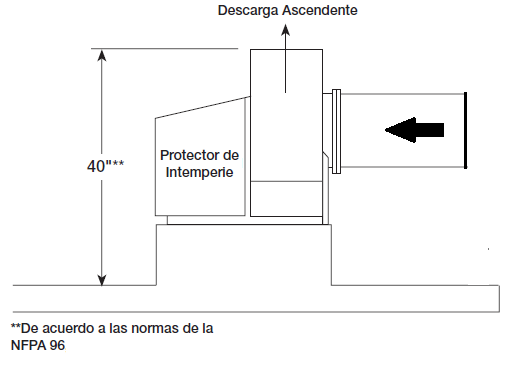 Descarga Ascendente
40"**
Protector de
Intemperie
**De acuerdo a las normas de la
NFPA 96